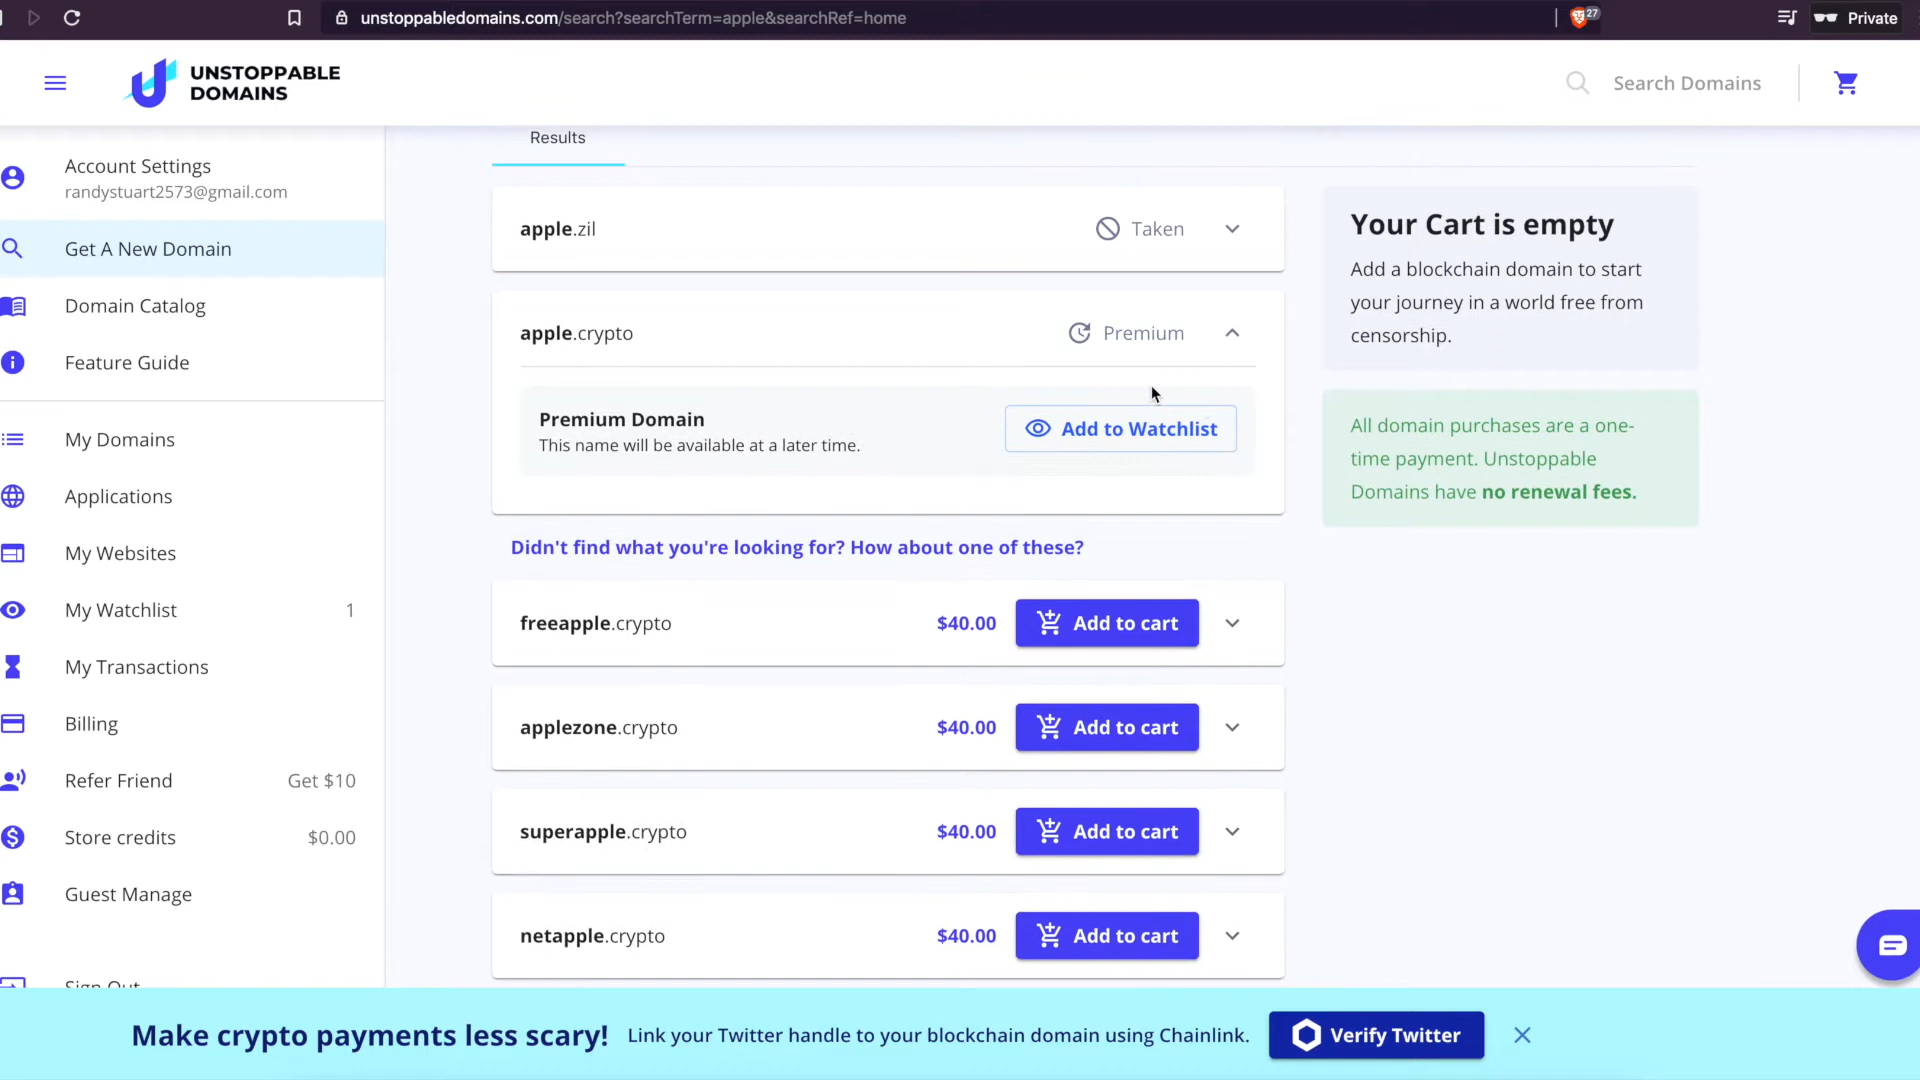 unstoppabledomains.com/search?searchTerm=apple&searchRef=home
27
Private
UNSTOPPABLE
DOMAINS
Search Domains
Account Settings
randystuart2573@gmail.com
Get A New Domain
Domain Catalog
Feature Guide
My Domains
Applications
My Websites
My Watchlist 1
My Transactions
Billing
Refer Friend Get $10
Store credits $0.00
Guest Manage
Sign Out
Results
apple.zil Taken
apple.crypto Premium
Premium Domain
This name will be available at a later time.
Add to Watchlist
Didn't find what you're looking for? How about one of these?
freeapple.crypto $40.00 Add to cart
applezone.crypto $40.00 Add to cart
superapple.crypto $40.00 Add to cart
netapple.crypto $40.00 Add to cart
Your Cart is empty
Add a blockchain domain to start
your journey in a world free from
censorship.
All domain purchases are a one-
time payment. Unstoppable
Domains have no renewal fees.
Make crypto payments less scary! Link your Twitter handle to your blockchain domain using Chainlink. Verify Twitter